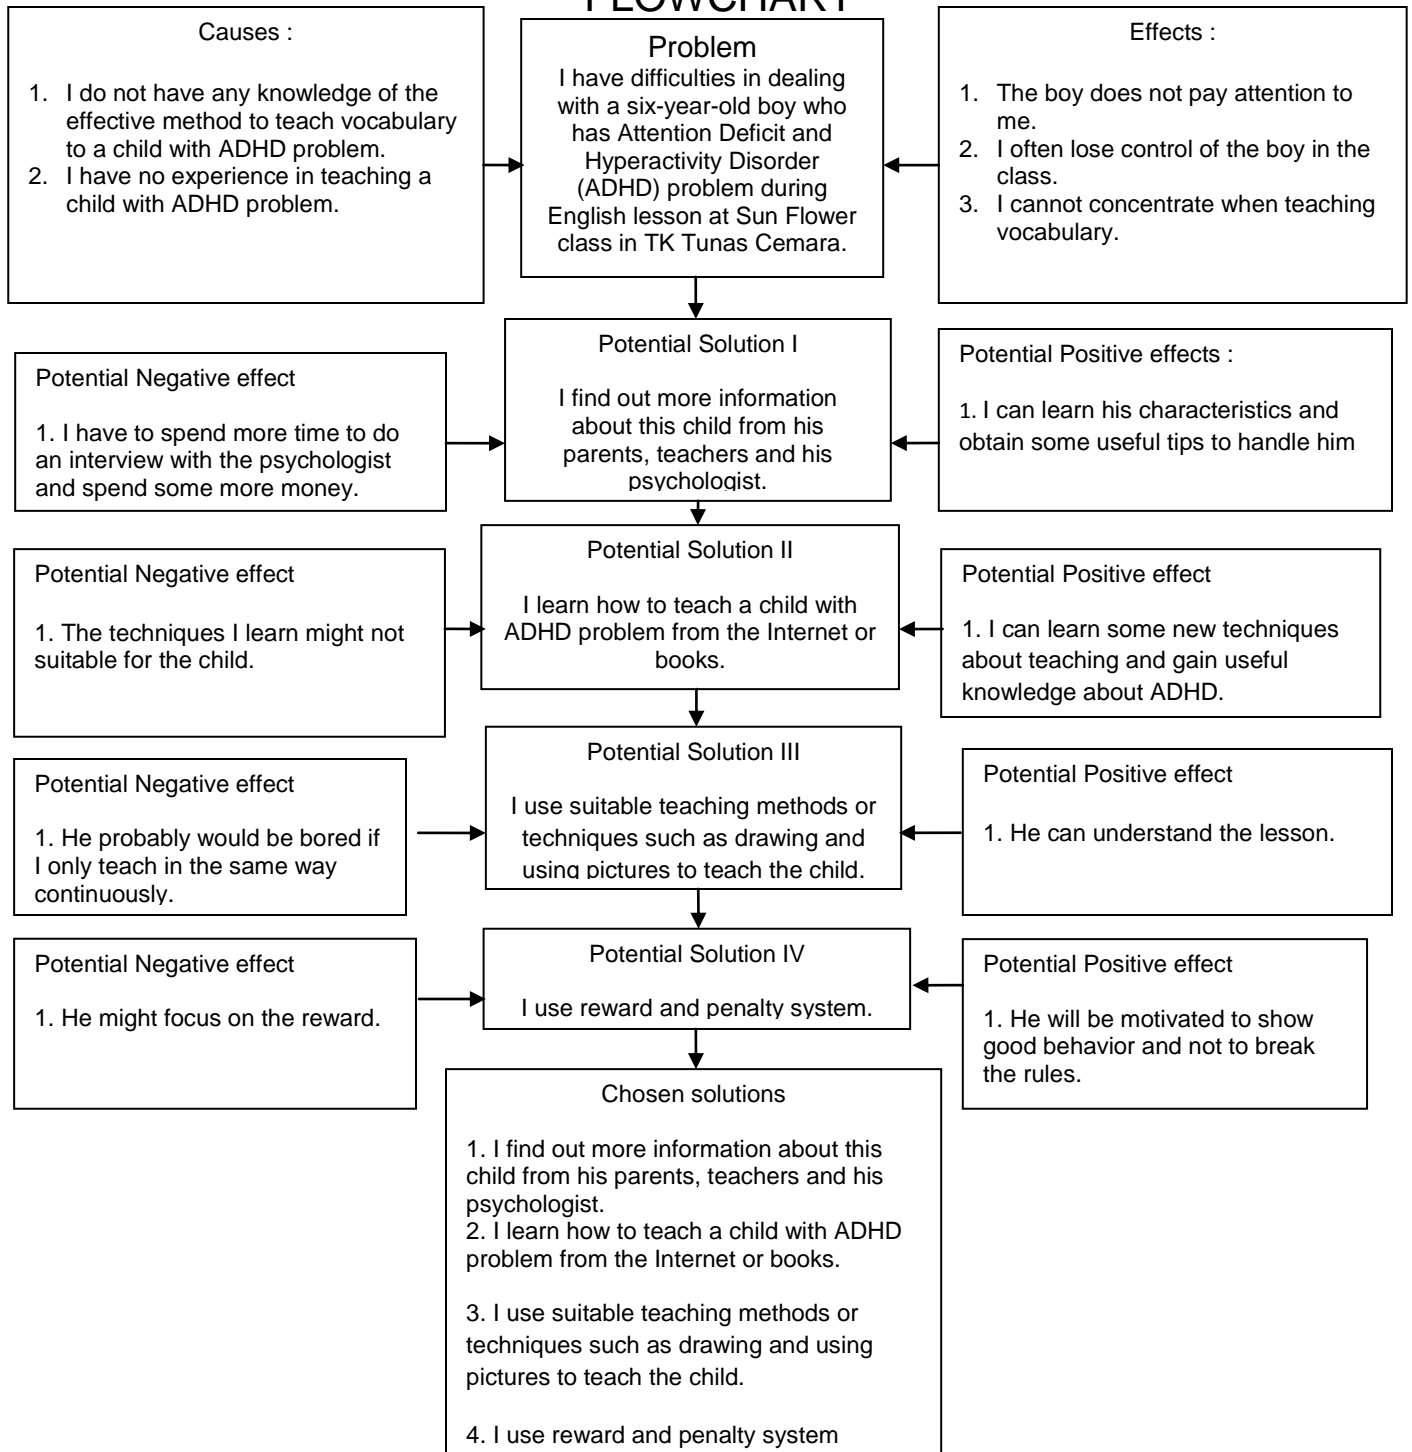 FLOWCHART
Causes :
1. I do not have any knowledge of the
effective method to teach vocabulary
to a child with ADHD problem.
2. I have no experience in teaching a
child with ADHD problem.
Problem
I have difficulties in dealing
with a six-year-old boy who
has Attention Deficit and
Hyperactivity Disorder
(ADHD) problem during
English lesson at Sun Flower
class in TK Tunas Cemara.
Effects :
1. The boy does not pay attention to
me.
2. I often lose control of the boy in the
class.
3. I cannot concentrate when teaching
vocabulary.
Potential Negative effect
1. I have to spend more time to do
an interview with the psychologist
and spend some more money.
Potential Solution I
I find out more information
about this child from his
parents, teachers and his
psychologist.
Potential Positive effects :
1. I can learn his characteristics and
obtain some useful tips to handle him
Potential Negative effect
1. The techniques I learn might not
suitable for the child.
Potential Solution II
I learn how to teach a child with
ADHD problem from the Internet or
books.
Potential Positive effect
1. I can learn some new techniques
about teaching and gain useful
knowledge about ADHD.
Potential Negative effect
1. He probably would be bored if
I only teach in the same way
continuously.
Potential Solution III
I use suitable teaching methods or
techniques such as drawing and
using pictures to teach the child.
Potential Positive effect
1. He can understand the lesson.
Potential Negative effect
1. He might focus on the reward.
Potential Solution IV
I use reward and penalty system.
Potential Positive effect
1. He will be motivated to show
good behavior and not to break
the rules.
Chosen solutions
1. I find out more information about this
child from his parents, teachers and his
psychologist.
2. I learn how to teach a child with ADHD
problem from the Internet or books.
3. I use suitable teaching methods or
techniques such as drawing and using
pictures to teach the child.
4. I use reward and penalty system